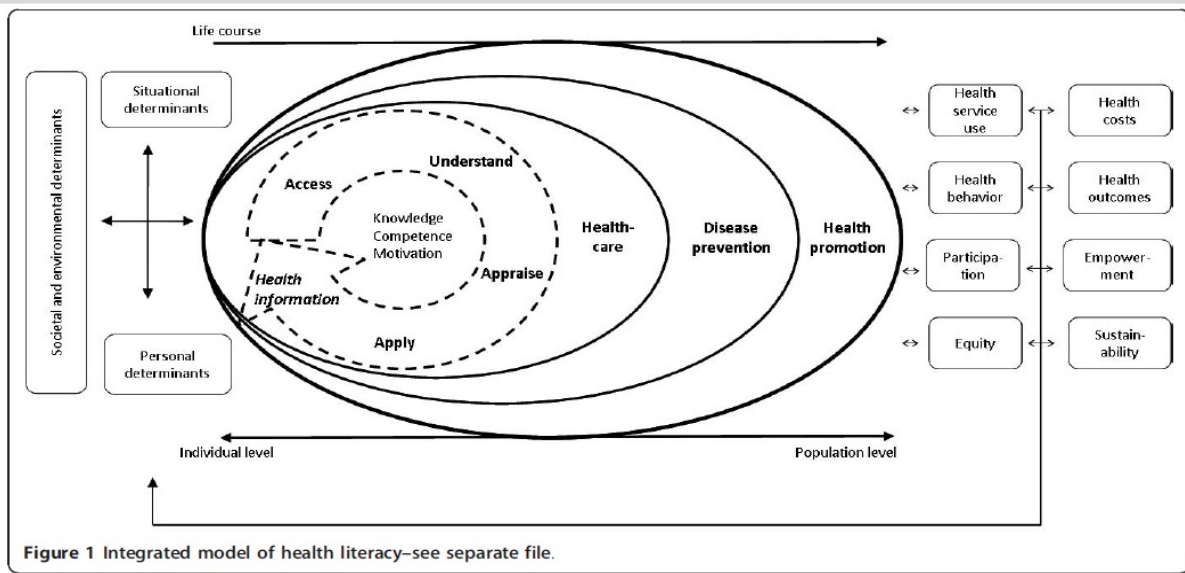 Life course
Societal and environmental determinants
Situational
determinants
Personal
determinants
Access
Understand
Knowledge
Competence
Motivation
Health
information
Appraise
Apply
Health-
care
Disease
prevention
Health
promotion
Individual level
Population level
Health
service
use
Health
costs
Health
behavior
Health
outcomes
Participa-
tion
Empower-
ment
Equity
Sustain-
ability
Figure 1 Integrated model of health literacy–see separate file.